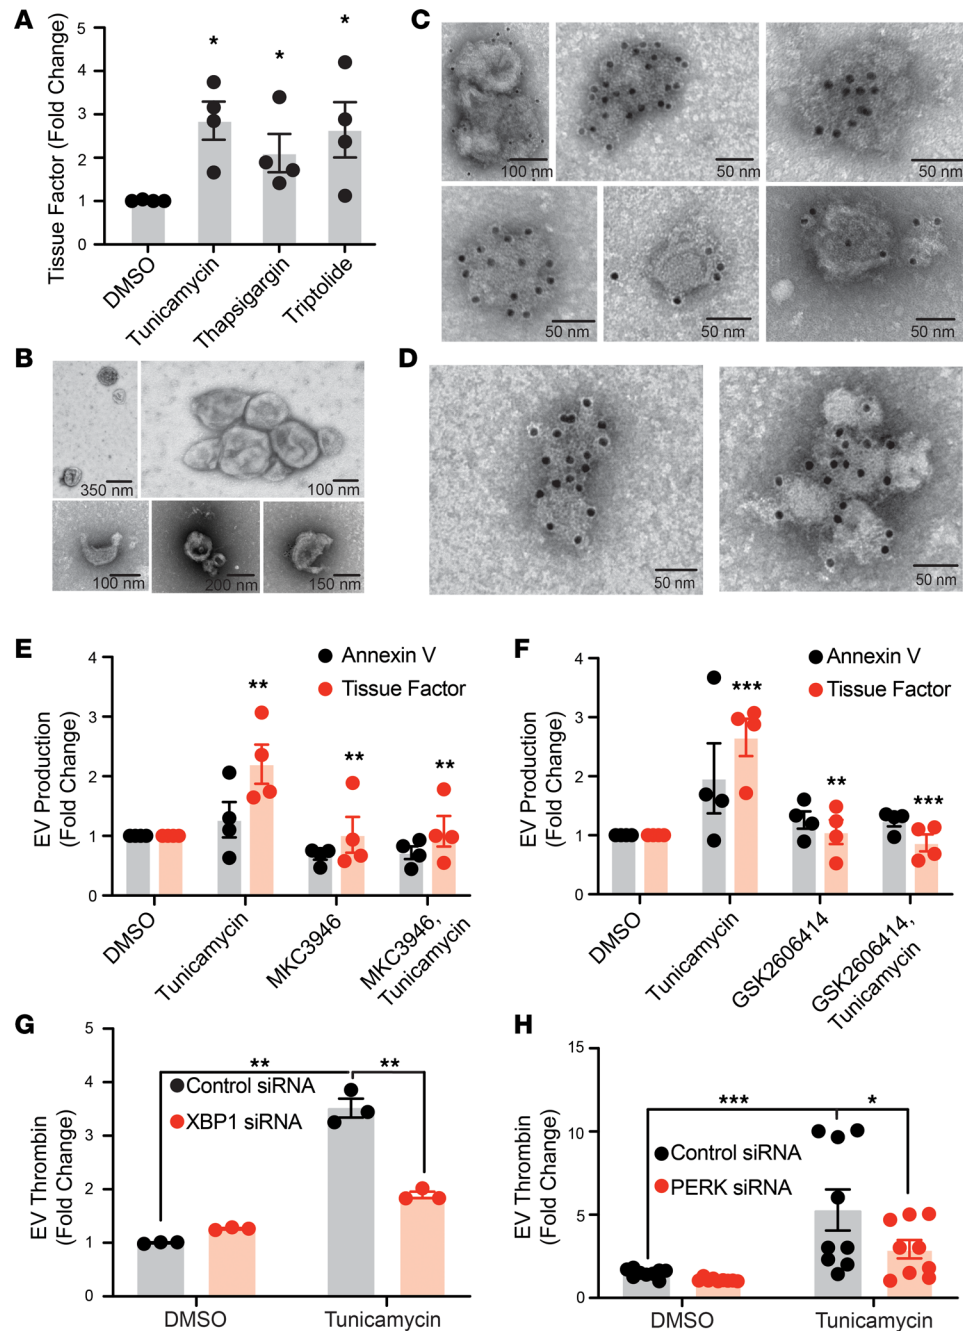 A
Tissue Factor (Fold Change)
5
4
3
2
1
0
*
*
*
DMSO
Tunicamycin
Thapsigargin
Triptolide
C
100 nm
50 nm
50 nm
50 nm
50 nm
50 nm
B
350 nm
100 nm
100 nm
200 nm
150 nm
D
50 nm
50 nm
E
EV Production
(Fold Change)
4
3
2
1
0
Annexin V
Tissue Factor
**
**
**
DMSO
Tunicamycin
MKC3946
MKC3946,
Tunicamycin
F
EV Production
(Fold Change)
4
3
2
1
0
Annexin V
Tissue Factor
***
**
***
DMSO
Tunicamycin
GSK2606414
GSK2606414,
Tunicamycin
G
EV Thrombin
(Fold Change)
5
4
3
2
1
0
**
**
Control siRNA
XBP1 siRNA
DMSO
Tunicamycin
H
EV Thrombin
(Fold Change)
15
10
5
0
***
*
Control siRNA
PERK siRNA
DMSO
Tunicamycin